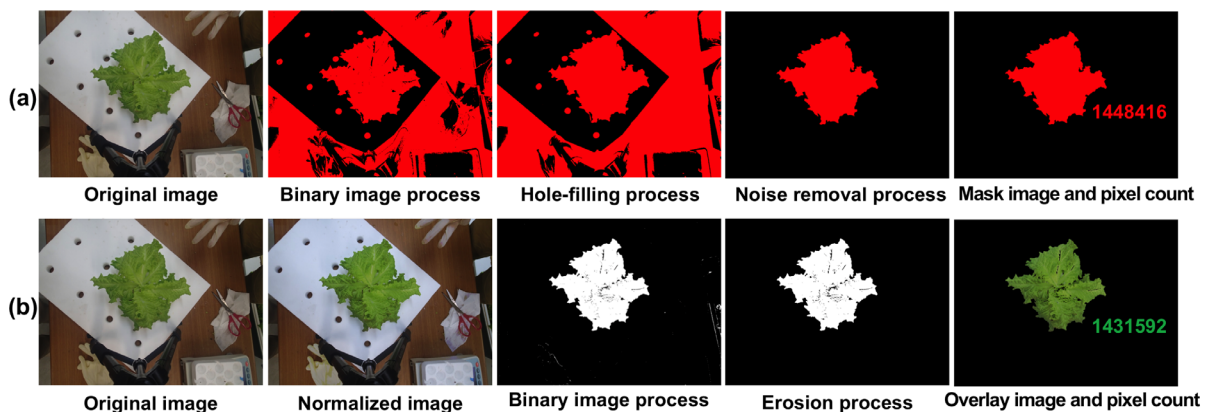 (a)
1448416
Original image
Binary image process
Hole-filling process
Noise removal process
Mask image and pixel count
(b)
1431592
Original image
Normalized image
Binary image process
Erosion process
Overlay image and pixel count